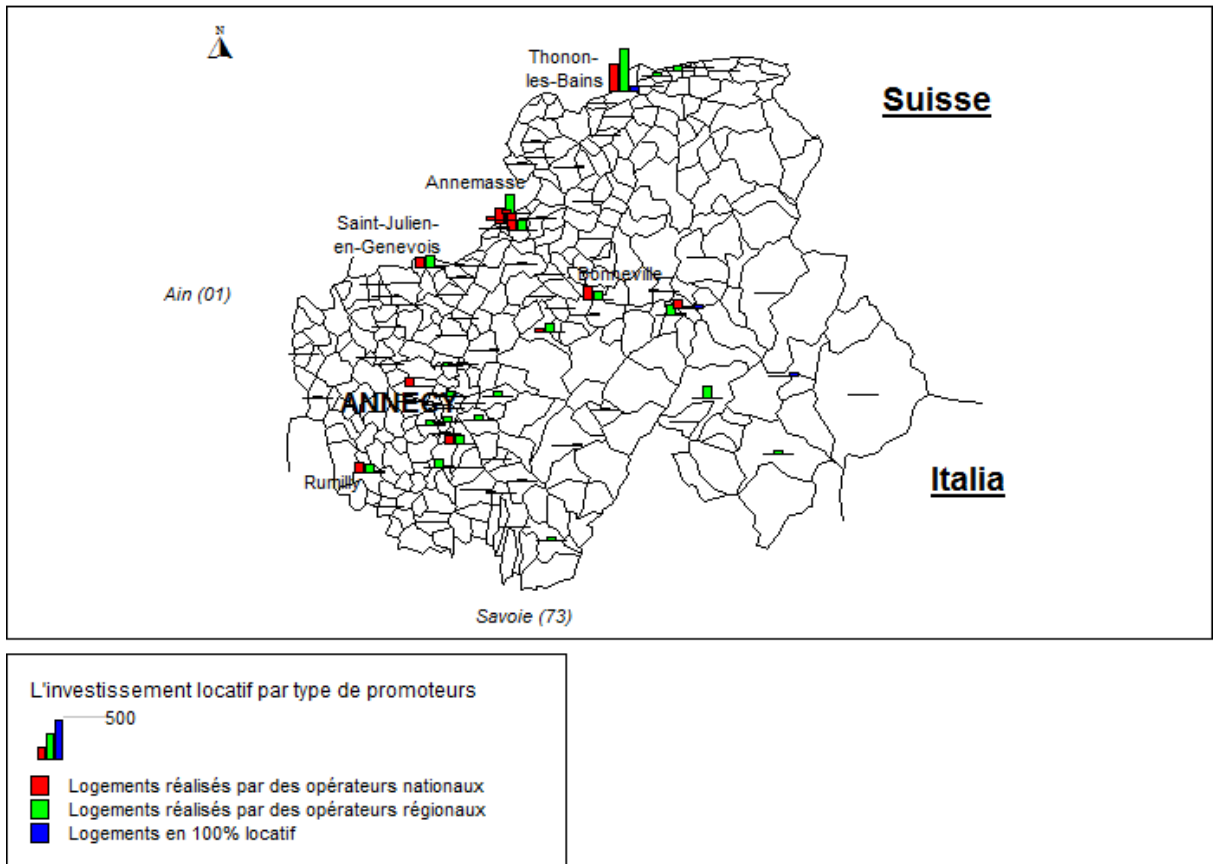 N
Thonon-
les-Bains
Suisse
Annemasse
Saint-Julien-
en-Genevois
Bonneville
Ain (01)
ANNECY
Rumilly
Italia
Savoie (73)
L'investissement locatif par type de promoteurs
500
Logements réalisés par des opérateurs nationaux
Logements réalisés par des opérateurs régionaux
Logements en 100% locatif